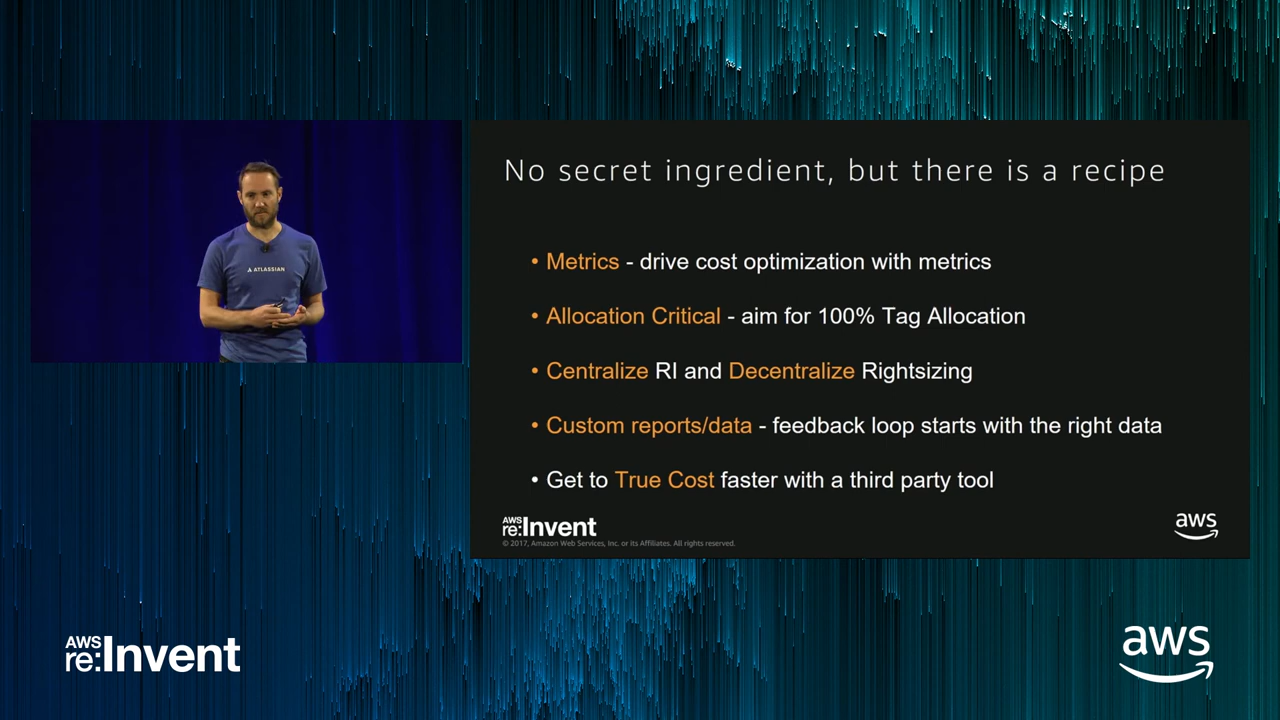 No secret ingredient, but there is a recipe
ATLASSIAN
• Metrics - drive cost optimization with metrics
• Allocation Critical - aim for 100% Tag Allocation
• Centralize RI and Decentralize Rightsizing
• Custom reports/data - feedback loop starts with the right data
• Get to True Cost faster with a third party tool
AWS
re:Invent
© 2017, Amazon Web Services, Inc. or its Affiliates. All rights reserved.
aws
AWS
re:Invent
aws